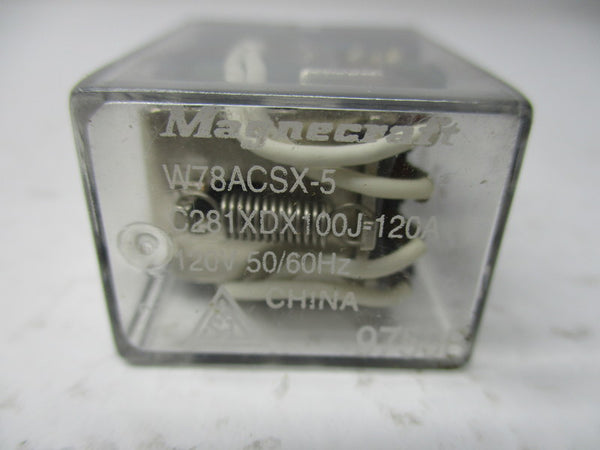 Magnecraft
W78ACSX-5
C281XDX100J-120A
120V 50/60Hz
CHINA